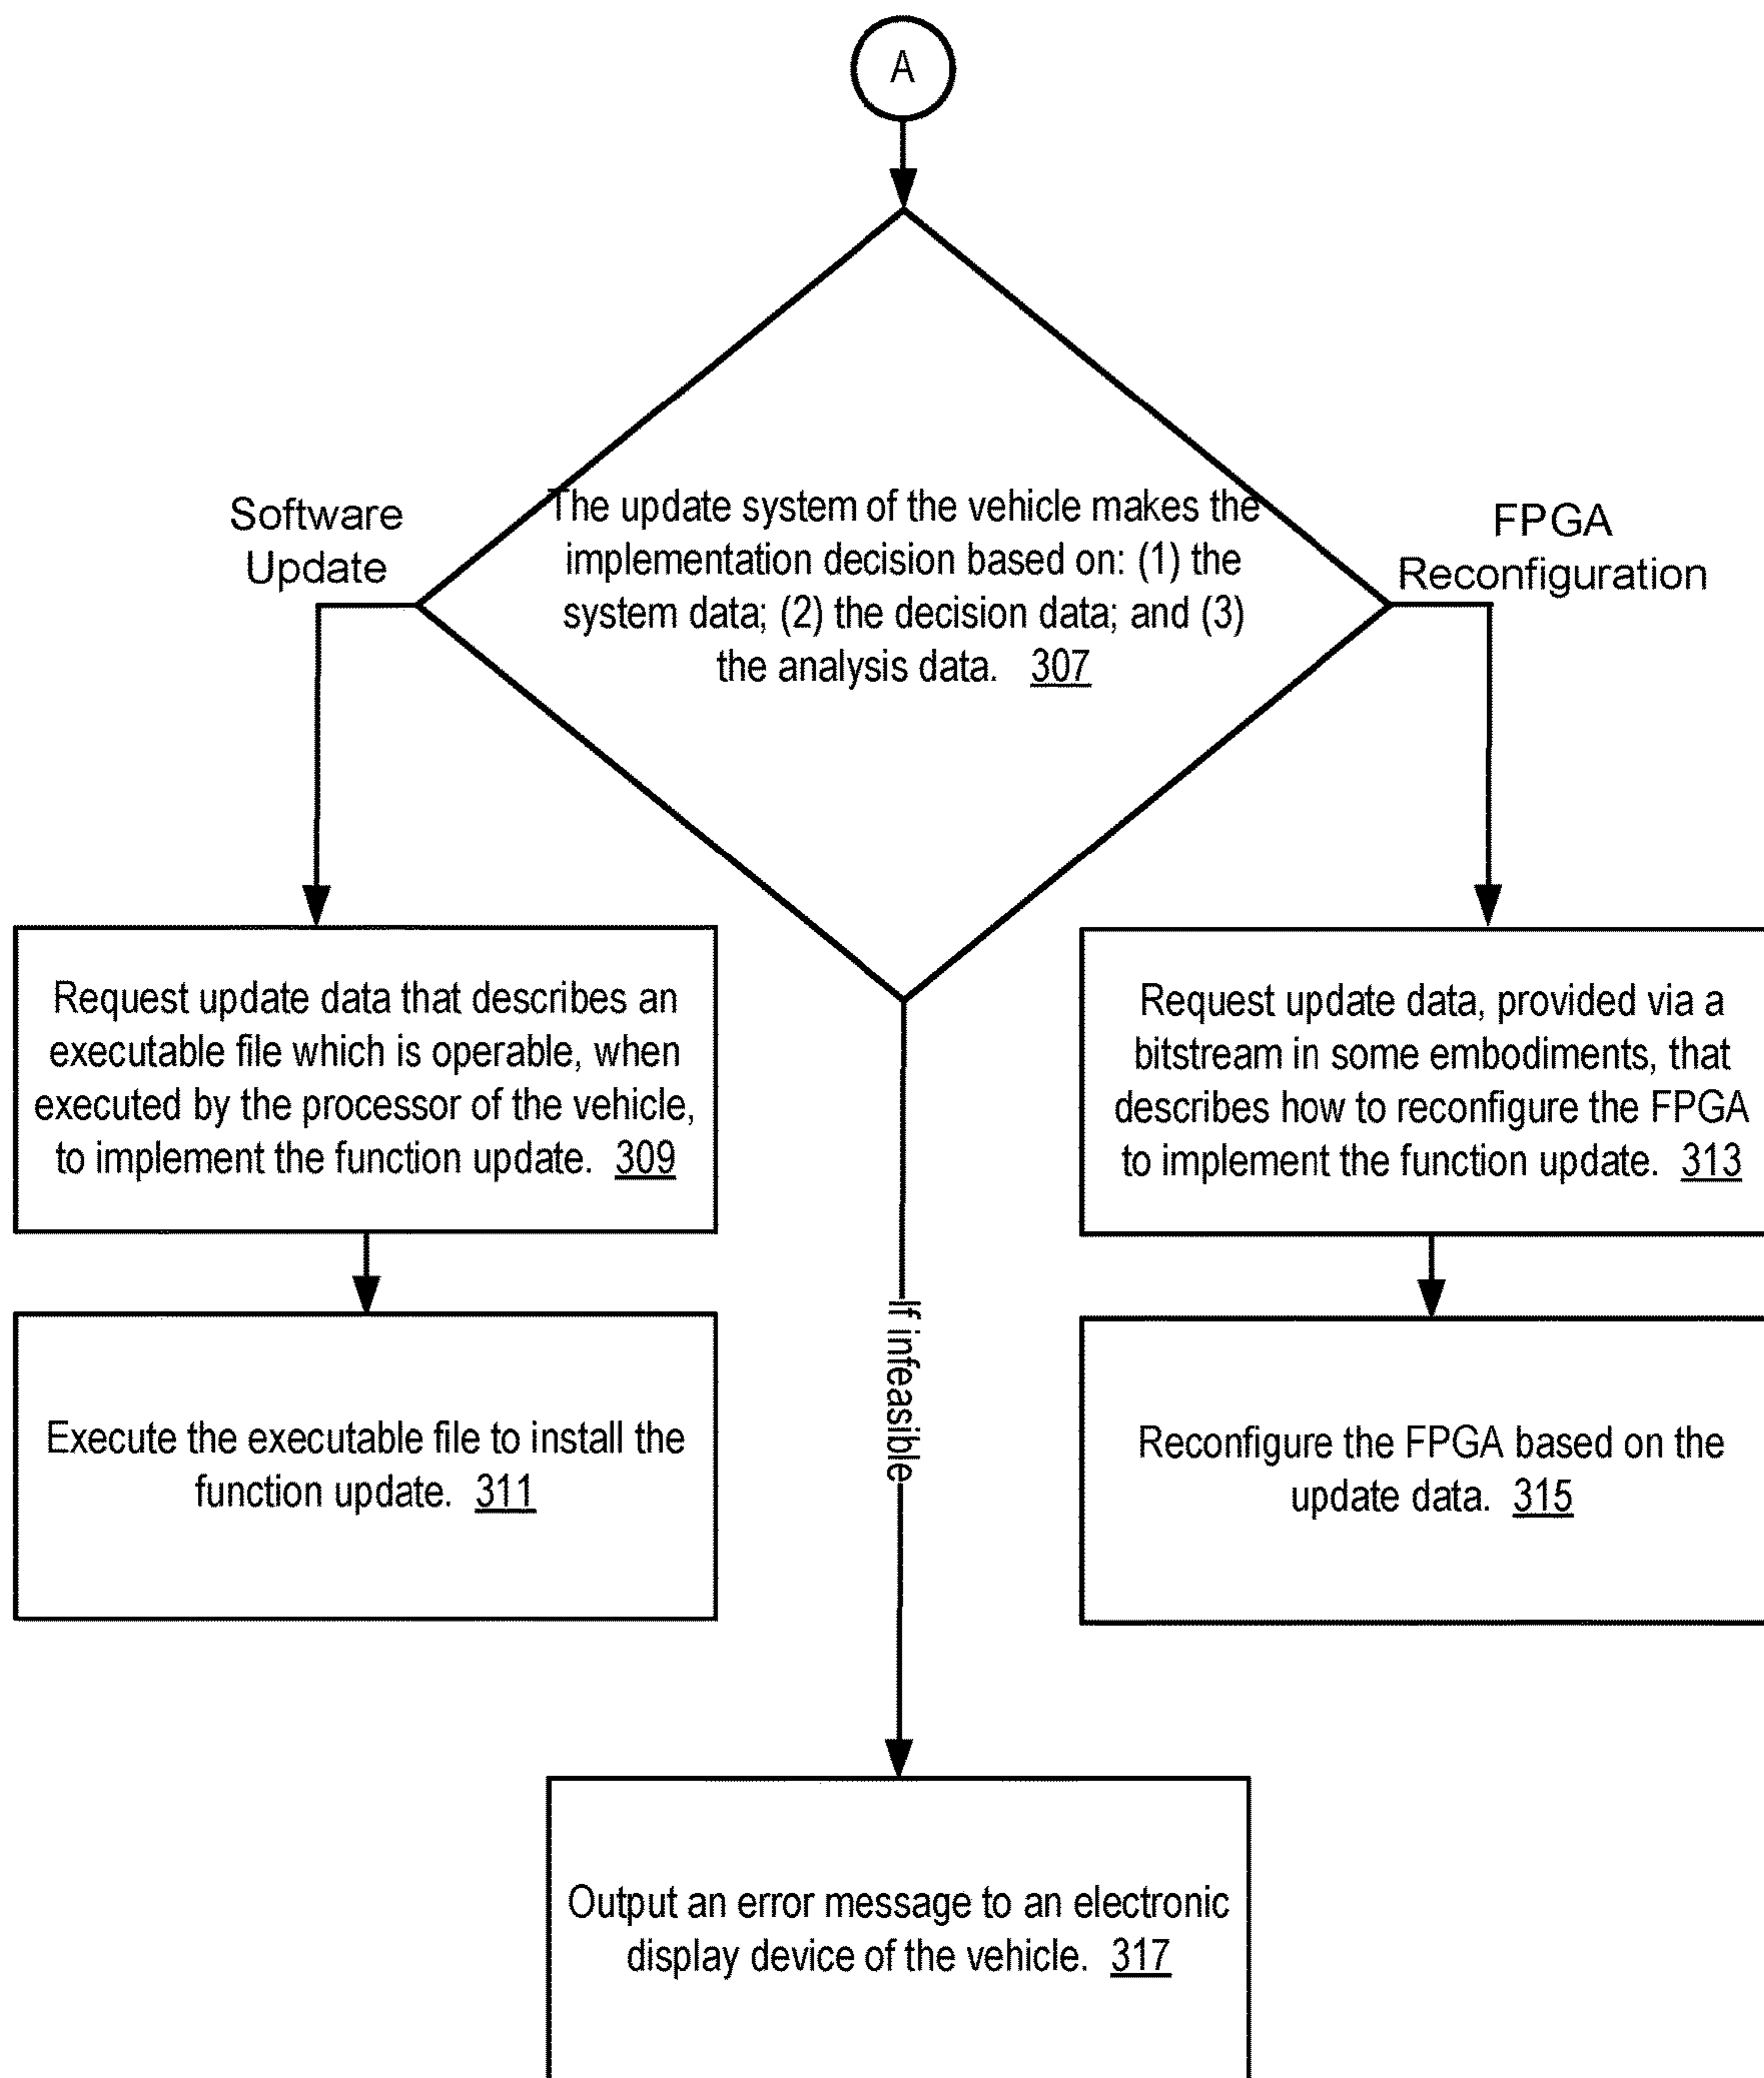 A
The update system of the vehicle makes the
implementation decision based on: (1) the
system data; (2) the decision data; and (3)
the analysis data. 307
Software
Update
FPGA
Reconfiguration
Request update data that describes an
executable file which is operable, when
executed by the processor of the vehicle,
to implement the function update. 309
Request update data, provided via a
bitstream in some embodiments, that
describes how to reconfigure the FPGA
to implement the function update. 313
If infeasible
Execute the executable file to install the
function update. 311
Reconfigure the FPGA based on the
update data. 315
Output an error message to an electronic
display device of the vehicle. 317